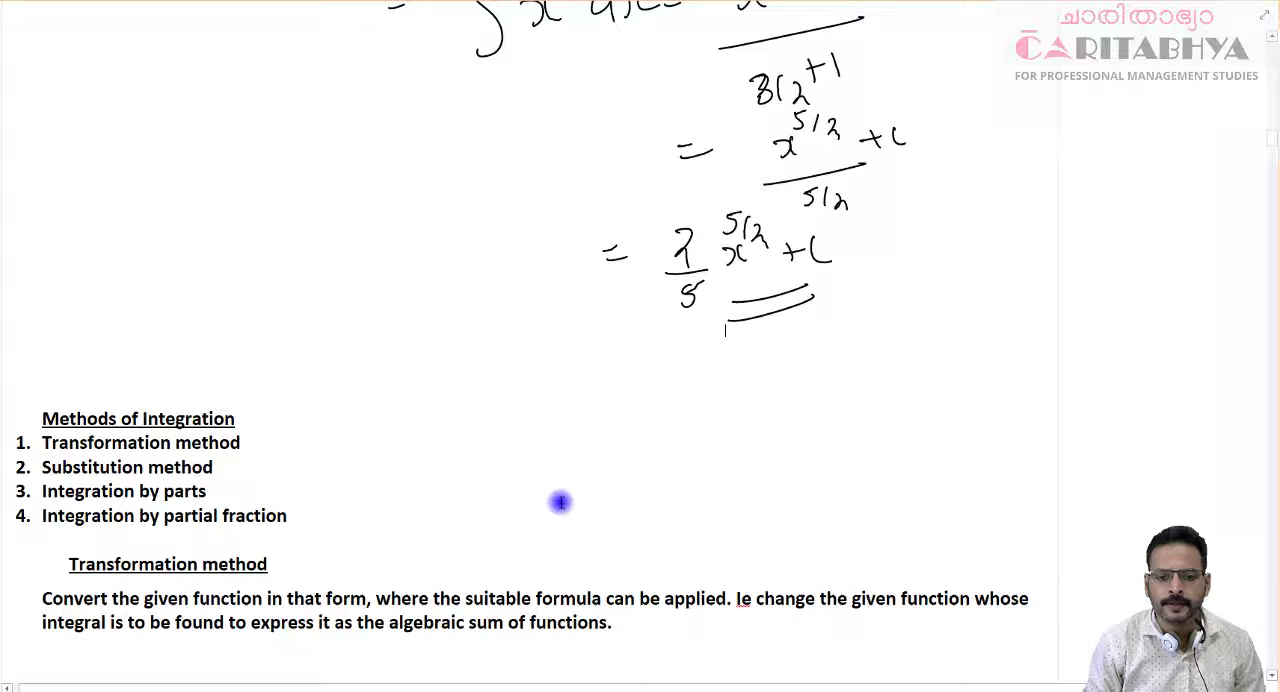 ചാരിതാഭ്യാ
CARITABHYA
FOR PROFESSIONAL MANAGEMENT STUDIES
3/2 +1
= x^5/2 +C
5/2
= 2/5 x^5/2 +C
Methods of Integration
1. Transformation method
2. Substitution method
3. Integration by parts
4. Integration by partial fraction
Transformation method
Convert the given function in that form, where the suitable formula can be applied. Ie change the given function whose
integral is to be found to express it as the algebraic sum of functions.